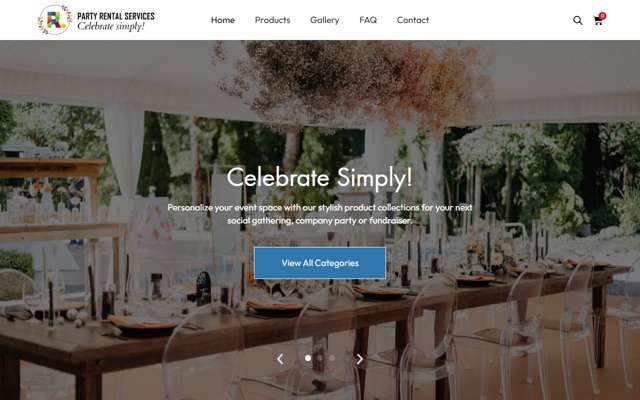 PARTY RENTAL SERVICES
Celebrate simply!
Home Products Gallery FAQ Contact
0
Celebrate Simply!
Personalize your event space with our stylish product collections for your next
social gathering, company party or fundraiser.
View All Categories